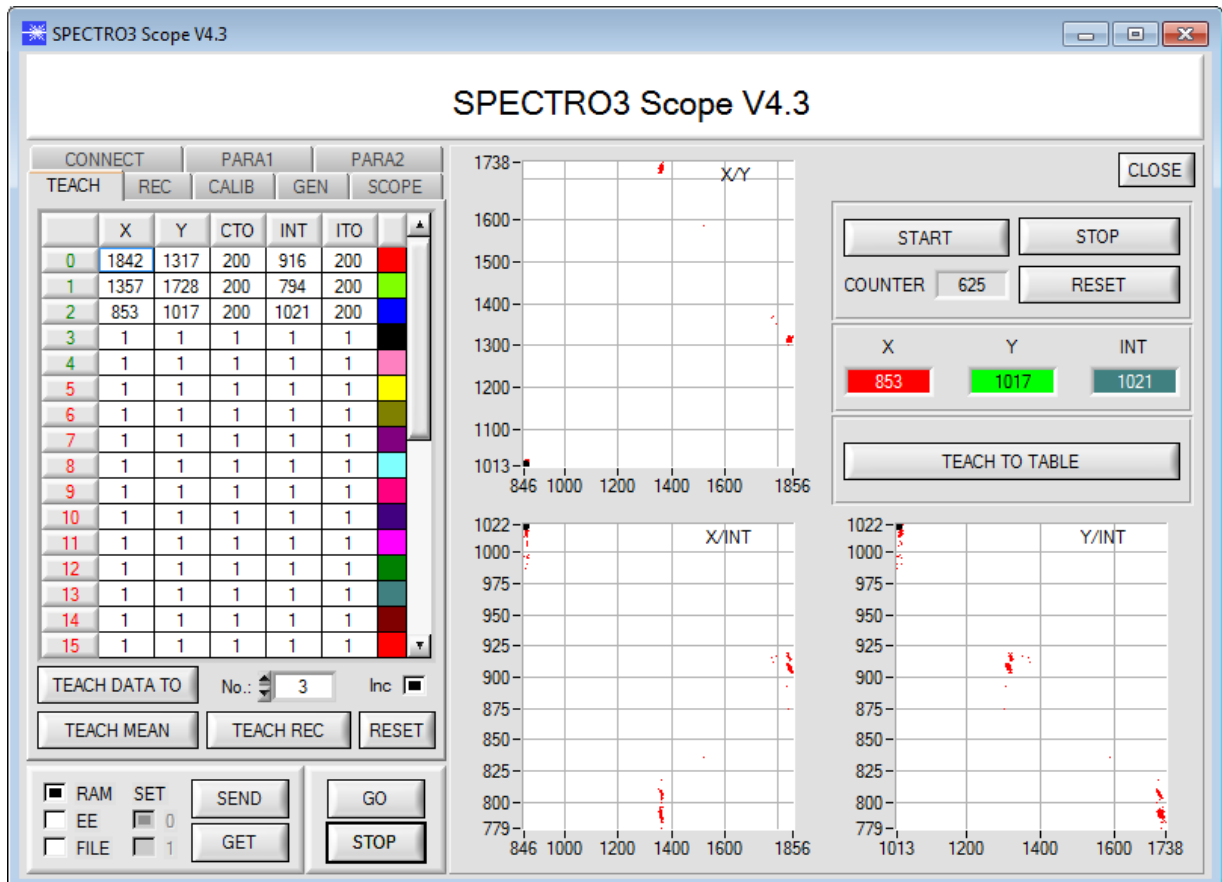 SPECTRO3 Scope V4.3
SPECTRO3 Scope V4.3
CONNECT PARA1 PARA2
TEACH REC CALIB GEN SCOPE
X Y CTO INT ITO
0 1842 1317 200 916 200
1 1357 1728 200 794 200
2 853 1017 200 1021 200
3 1 1 1 1 1
4 1 1 1 1 1
5 1 1 1 1 1
6 1 1 1 1 1
7 1 1 1 1 1
8 1 1 1 1 1
9 1 1 1 1 1
10 1 1 1 1 1
11 1 1 1 1 1
12 1 1 1 1 1
13 1 1 1 1 1
14 1 1 1 1 1
15 1 1 1 1 1
TEACH DATA TO No.: 3 Inc
TEACH MEAN TEACH REC RESET
RAM SET SEND GO
EE 0
FILE 1 GET STOP
X/Y
1738
1600
1500
1400
1300
1200
1100
1013
846 1000 1200 1400 1600 1856
CLOSE
START STOP
COUNTER 625 RESET
X Y INT
853 1017 1021
TEACH TO TABLE
X/INT
1022
1000
975
950
925
900
875
850
825
800
779
846 1000 1200 1400 1600 1856
Y/INT
1022
1000
975
950
925
900
875
850
825
800
779
1013 1200 1400 1600 1738